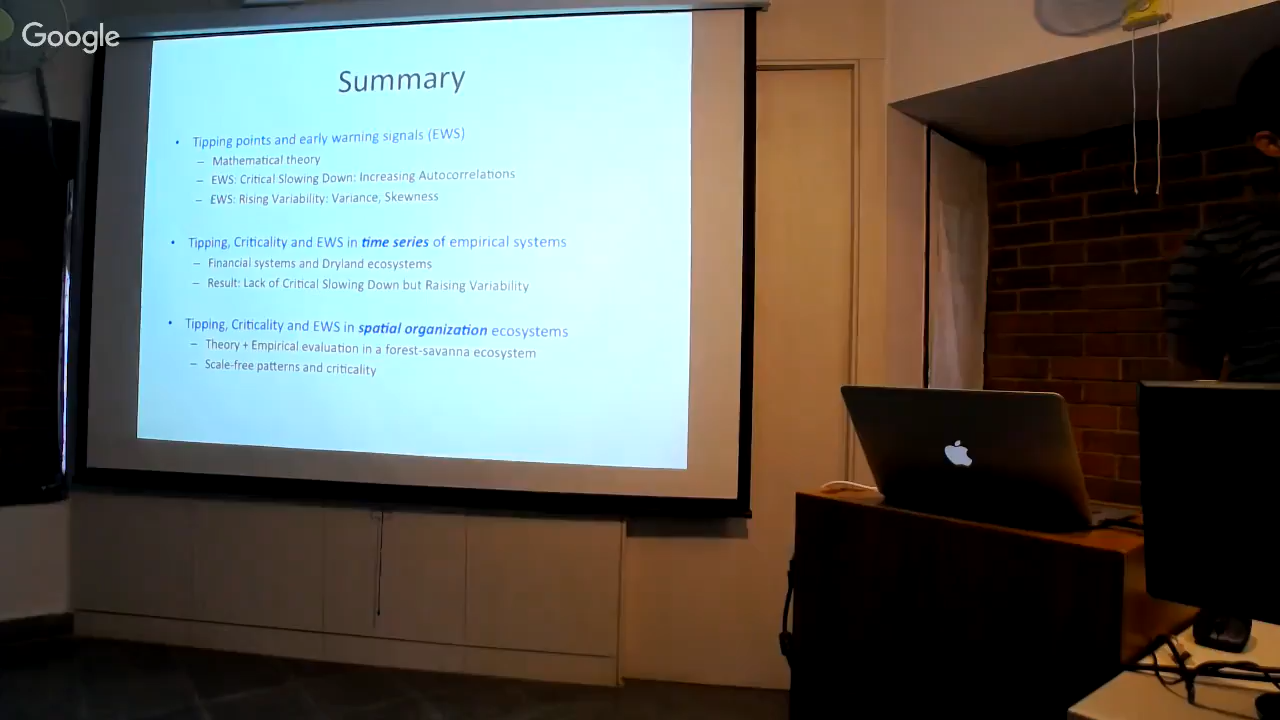 Google
Summary
• Tipping points and early warning signals (EWS)
– Mathematical theory
– EWS: Critical Slowing Down: Increasing Autocorrelations
– EWS: Rising Variability: Variance, Skewness
• Tipping, Criticality and EWS in time series of empirical systems
– Financial systems and Dryland ecosystems
– Result: Lack of Critical Slowing Down but Raising Variability
• Tipping, Criticality and EWS in spatial organization ecosystems
– Theory + Empirical evaluation in a forest-savanna ecosystem
– Scale-free patterns and criticality